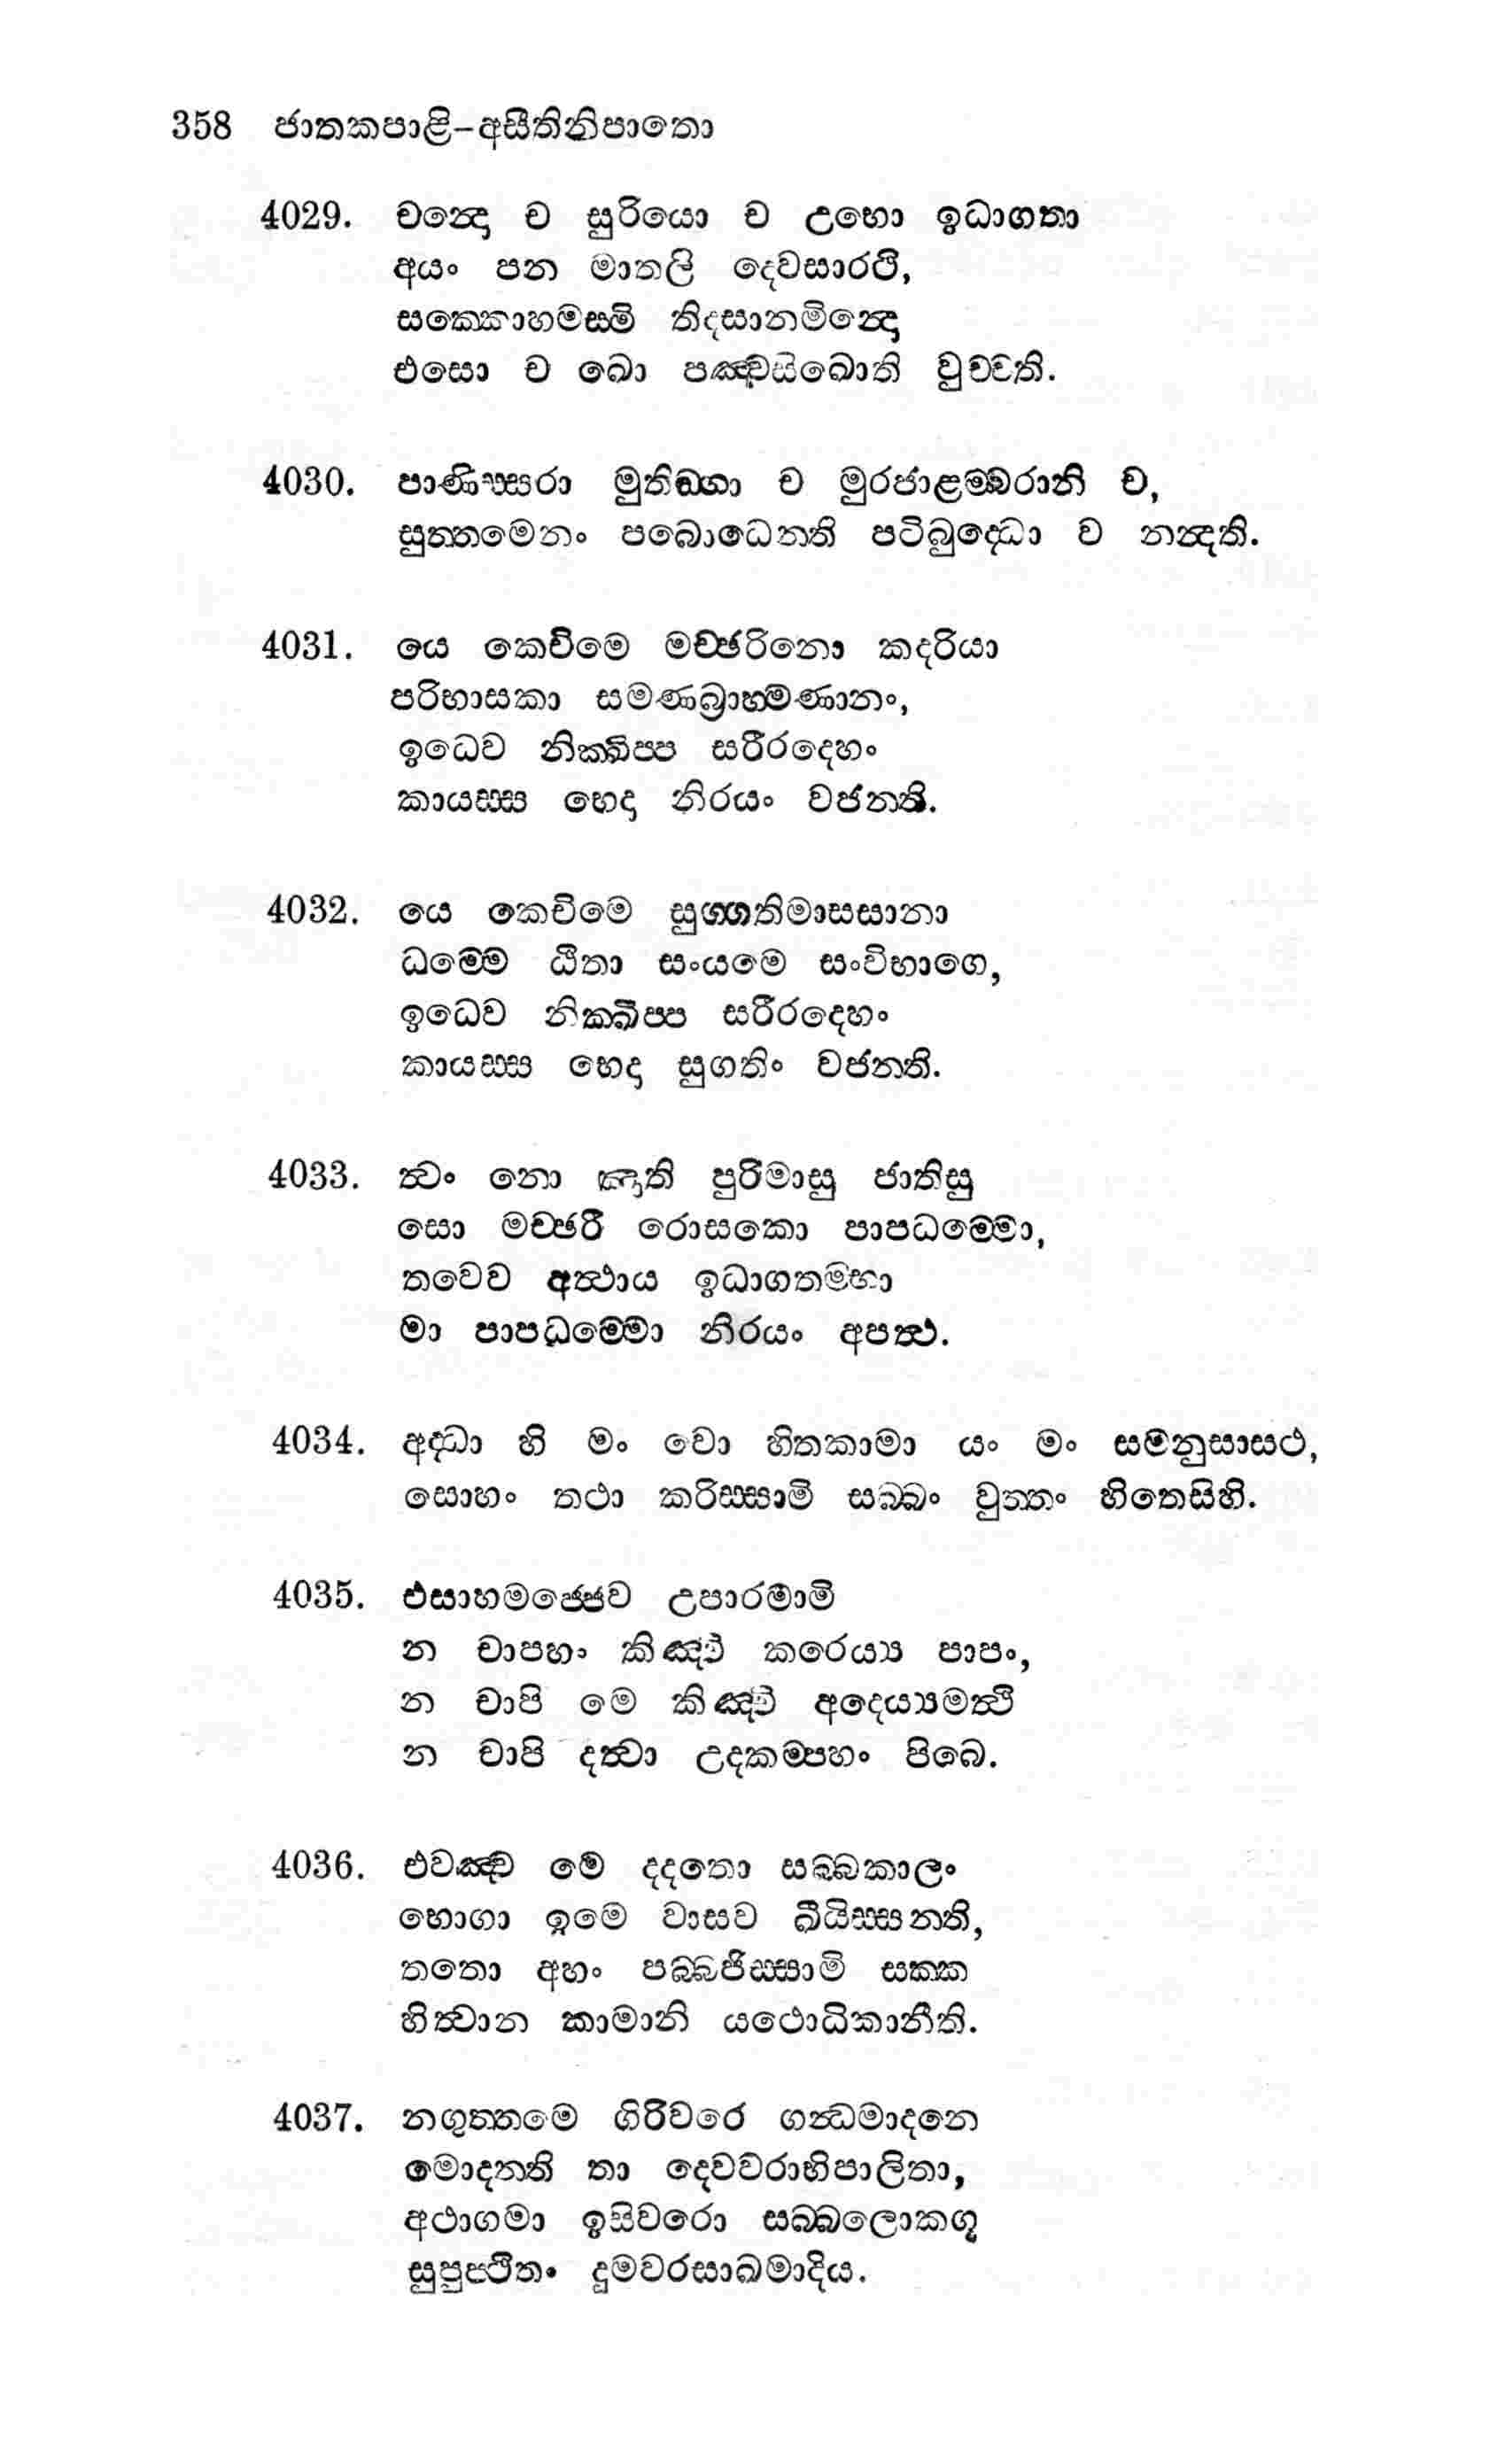 358 ජාතකපාළි–අසීතිනිපාතො
4029. චන්‍දො ච සුරියො ච උභො ඉධාගතා
අයං පන මාතලි දෙවසාරථි,
සක‍්කොහමස‍්මි තිදසානමින්‍දො
එසො ච ඛො පඤ්චසිඛොති වුච‍්චති.
4030. පාණිස‍්සරා මුතිඞ‍්ගා ච මුරජාළම‍්බරානි ච,
සුත‍්තමෙනං පබොධෙන‍්ති පටිබුද‍්ධො ච නන්‍දති.
4031. යෙ කෙචිමෙ මච‍්ඡරිනො කදරියා
පරිභාසකා සමණබ්‍රාහ‍්මණානං,
ඉධෙව නික‍්ඛිප‍්ප සරීරදෙහං
කායස‍්ස භෙදා නිරයං වජන‍්ති.
4032. යෙ කෙචිමෙ සුග‍්ගතිමාසසානා
ධම‍්මෙ ඨිතා සංයමෙ සංවිභාගෙ,
ඉධෙව නික‍්ඛිප‍්ප සරීරදෙහං
කායස‍්ස භෙදා සුගතිං වජන‍්ති.
4033. ත්‍වං නො ඤාති පුරිමාසු ජාතිසු
සො මච‍්ඡරී රොසකො පාපධම‍්මො,
තවෙව අත්‍ථාය ඉධාගතම‍්හා
මා පාපධම‍්මො නිරයං අපත්‍ථ.
4034. අද‍්ධා හි මං වො හිතකාමා යං මං සමනුසාසථ,
සොහං තථා කරිස‍්සාමි සබ‍්බං වුත‍්තං හිතෙසිහි.
4035. එසාහමජ‍්ජෙව උපාරමාමි
න චාපහං කිඤ්චි කරෙය්‍ය පාපං,
න චාපි මෙ කිඤ්චි අදෙය්‍යමත්‍ථි
න චාපි දත්‍වා උදකම‍්පහං පිබෙ.
4036. එවඤ්ච මෙ දදතො සබ‍්බකාලං
භොගා ඉමෙ වාසව ඛීයිස‍්සන‍්ති,
තතො අහං පබ‍්බජිස‍්සාමි සක‍්ක
හිත්‍වාන කාමානි යථොධිකානීති.
4037. නගුත‍්තමෙ ගිරිවරෙ ගන්‍ධමාදනෙ
මොදන‍්ති තා දෙවවරාභිපාලිතා,
අථාගමා ඉසිවරො සබ‍්බලොකගූ
සුපුප‍්ඵිතං දුමවරසාඛමාදිය.